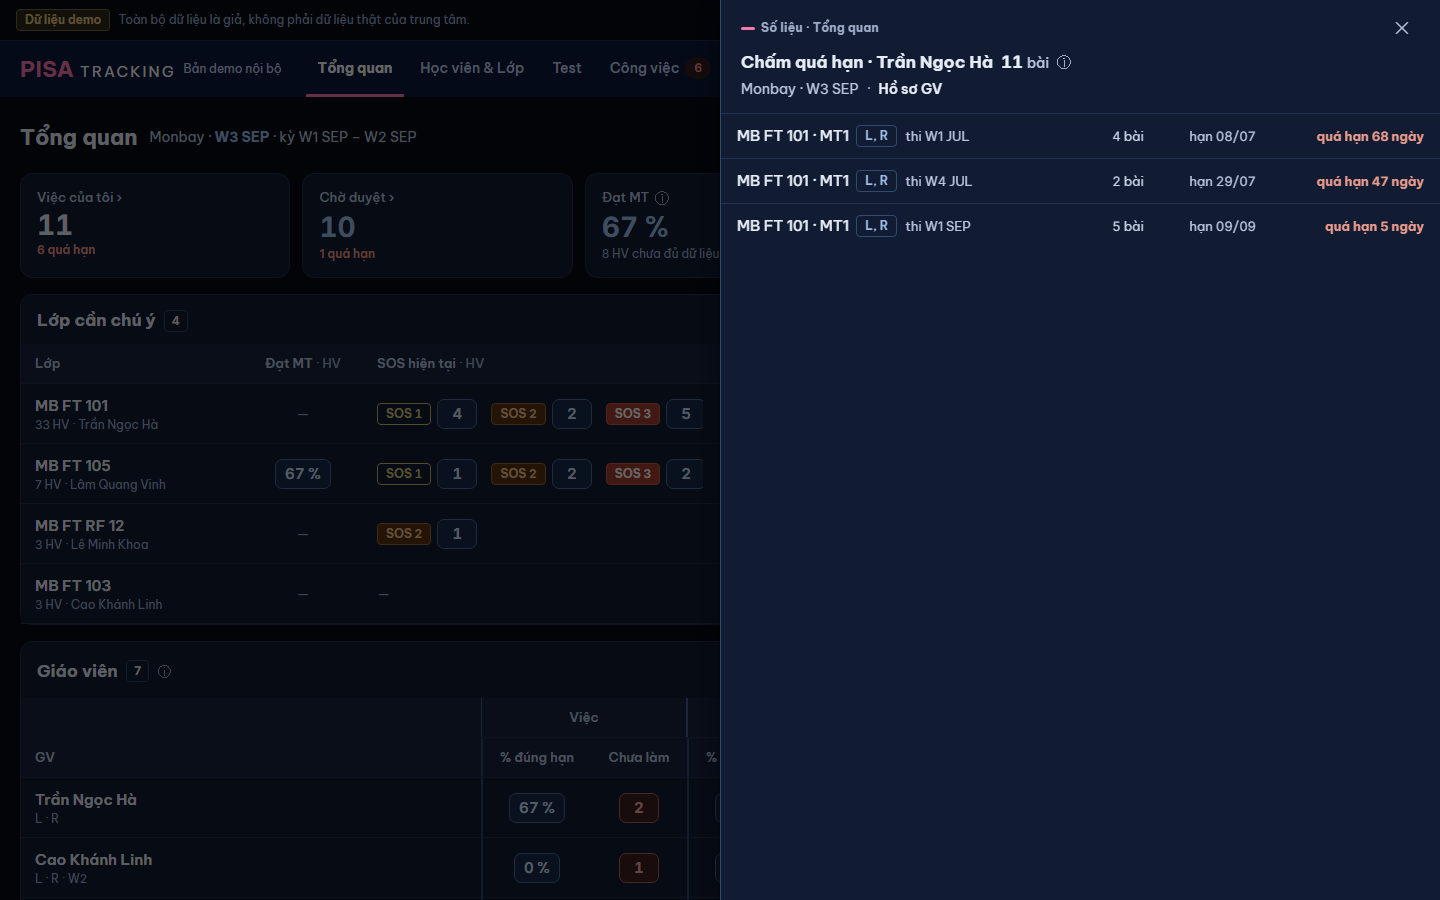 Dữ liệu demo Toàn bộ dữ liệu là giả, không phải dữ liệu thật của trung tâm.
PISA TRACKING Bản demo nội bộ Tổng quan Học viên & Lớp Test Công việc 6
Tổng quan Monbay · W3 SEP · kỳ W1 SEP – W2 SEP
Việc của tôi ›
11
6 quá hạn
Chờ duyệt ›
10
1 quá hạn
Đạt MT ⓘ
67 %
8 HV chưa đủ dữ liệu
Lớp cần chú ý 4
Lớp Đạt MT · HV SOS hiện tại · HV
MB FT 101 — SOS 1 4 SOS 2 2 SOS 3 5
33 HV · Trần Ngọc Hà
MB FT 105 67 % SOS 1 1 SOS 2 2 SOS 3 2
7 HV · Lâm Quang Vinh
MB FT RF 12 — SOS 2 1
3 HV · Lê Minh Khoa
MB FT 103 — —
3 HV · Cao Khánh Linh
Giáo viên 7 ⓘ
Việc
GV % đúng hạn Chưa làm %
Trần Ngọc Hà 67 % 2
L · R
Cao Khánh Linh 0 % 1
L · R · W2
Số liệu · Tổng quan
Chấm quá hạn · Trần Ngọc Hà 11 bài ⓘ
Monbay · W3 SEP · Hồ sơ GV
MB FT 101 · MT1 L, R thi W1 JUL 4 bài hạn 08/07 quá hạn 68 ngày
MB FT 101 · MT1 L, R thi W4 JUL 2 bài hạn 29/07 quá hạn 47 ngày
MB FT 101 · MT1 L, R thi W1 SEP 5 bài hạn 09/09 quá hạn 5 ngày